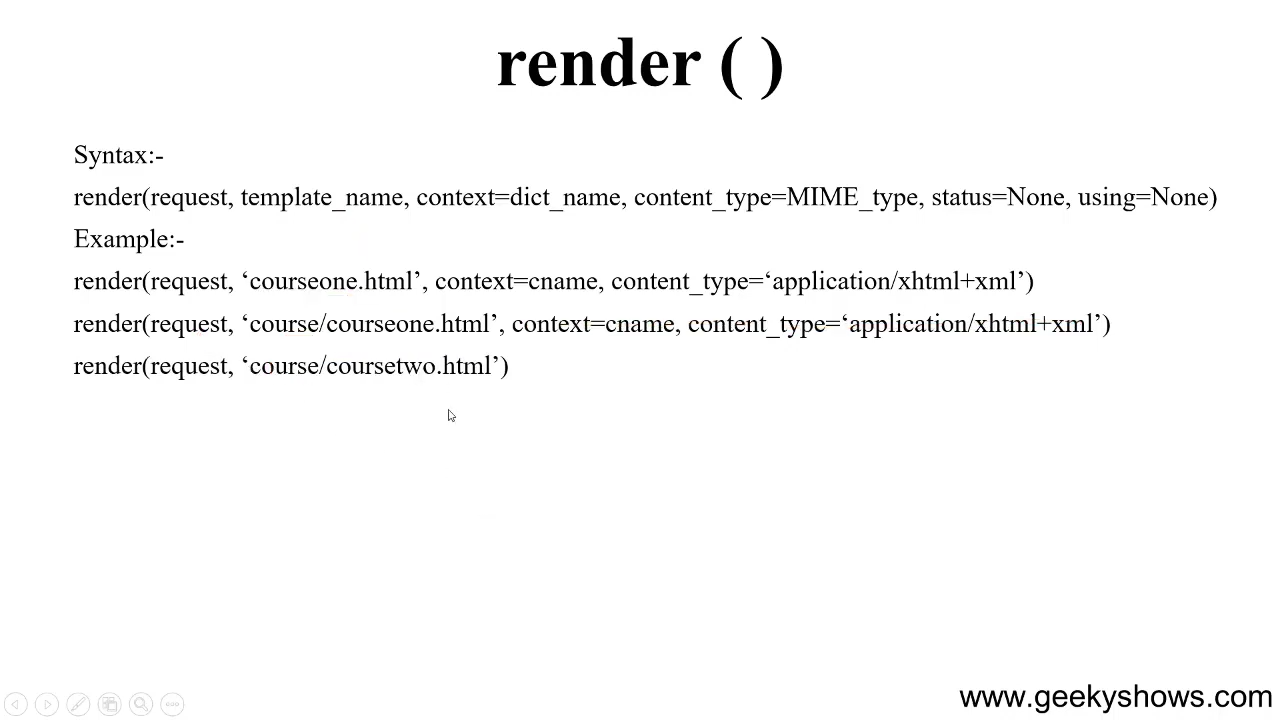 render ( )
Syntax:-
render(request, template_name, context=dict_name, content_type=MIME_type, status=None, using=None)
Example:-
render(request, ‘courseone.html’, context=cname, content_type=‘application/xhtml+xml’)
render(request, ‘course/courseone.html’, context=cname, content_type=‘application/xhtml+xml’)
render(request, ‘course/coursetwo.html’)
www.geekyshows.com